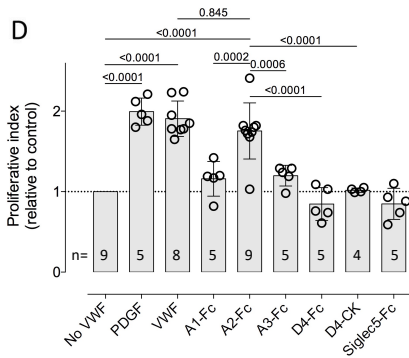 D
0.845
<0.0001
<0.0001
<0.0001
0.0002
0.0006
<0.0001
<0.0001
Proliferative index
(relative to control)
2
1
0
n= 9 5 8 5 9 5 5 4 5
No VWF
PDGF
VWF
A1-Fc
A2-Fc
A3-Fc
D4-Fc
D4-CK
Siglec5-Fc